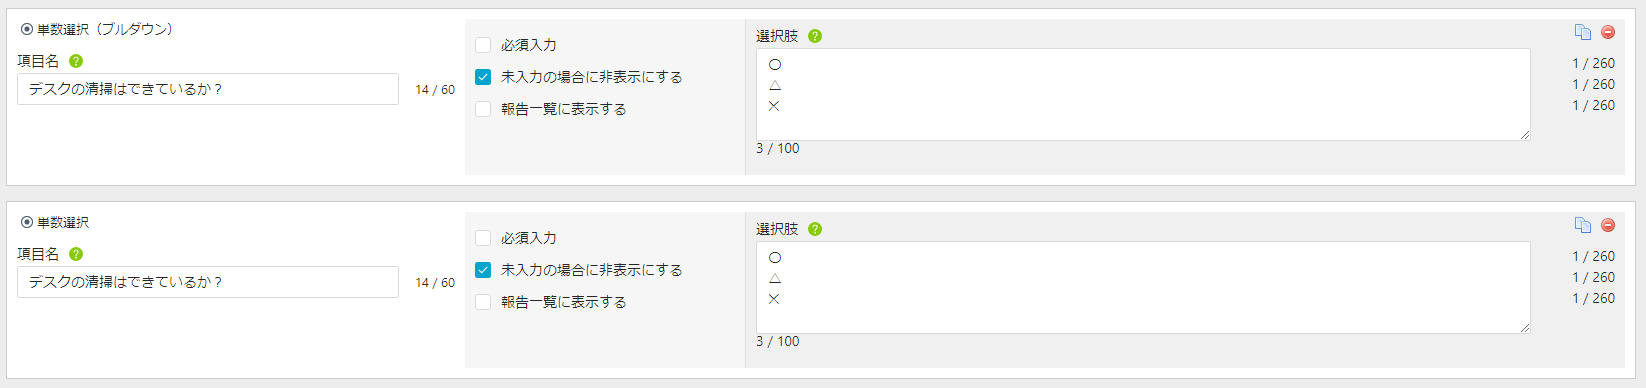 単数選択（プルダウン）
項目名 ?
デスクの清掃はできているか？ 14 / 60
必須入力
未入力の場合に非表示にする
報告一覧に表示する
選択肢 ?
○ 1 / 260
△ 1 / 260
× 1 / 260
3 / 100
単数選択
項目名 ?
デスクの清掃はできているか？ 14 / 60
必須入力
未入力の場合に非表示にする
報告一覧に表示する
選択肢 ?
○ 1 / 260
△ 1 / 260
× 1 / 260
3 / 100